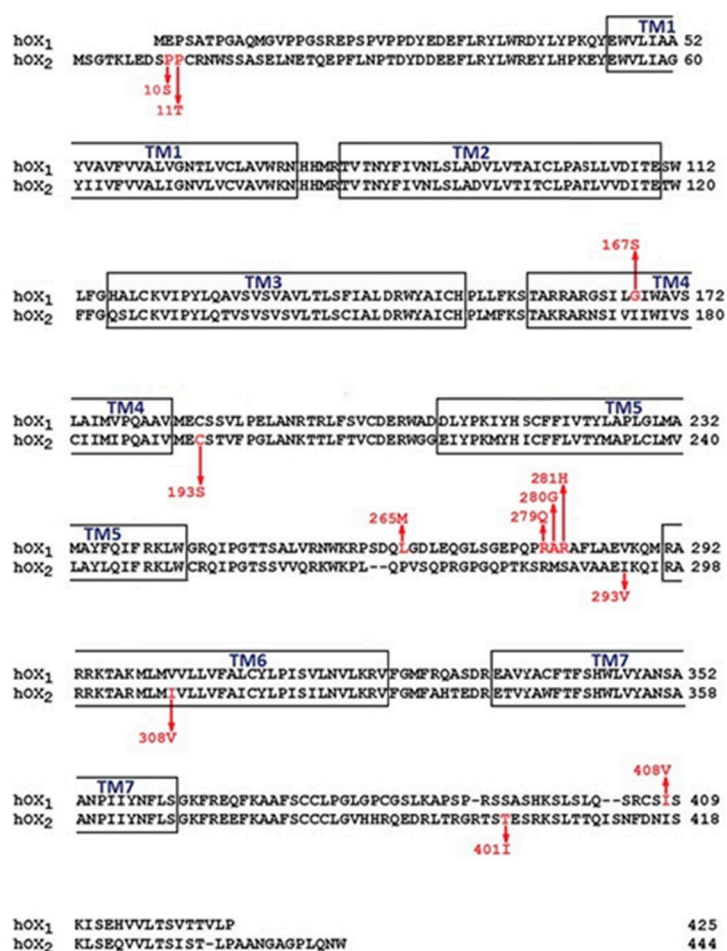 TM1
hOX1 MEPSATPGAQMGVPPGSREPSPVPPDYEDEFLRYLWRDYLYPKQYEWVLIAA 52
hOX2 MSGTKLEDSPPCRNWSSASELNETQEPFLNPTDYDDEEFLRYLWREYLHPKEYEWVLIAG 60
10S
11T
TM1 TM2
hOX1 YVAVFVVALVGNTLVCLAVWRNHHMRTVTNYFIVNLSLADVLVTAICLPASLLVDITESW 112
hOX2 YIIVFVVALIGNVLVCVAVWKNHHMRTVTNYFIVNLSLADVLVTITCLPATLVVDITETW 120
167S
TM3 TM4
hOX1 LFGHALCKVIPYLQAVSVSVAVLTLSFIALDRWYAICHPLLFKSTARRARGSILGIWAVS 172
hOX2 FFGQSLCKVIPYLQTVSVSVSVLTLSCIALDRWYAICHPLMFKSTAKRARNSIVIIWIVS 180
TM4 TM5
hOX1 LAIMVPQAAVMECSSVLPELANRTRLFSVCDERWADDLYPKIYHSCFFIVTYLAPLGLMA 232
hOX2 CIIMIPQAIVMECSTVFPGLANKTTLFTVCDERWGGEIYPKMYHICFFLVTYMAPLCLMV 240
193S
281H
280G
265M 279Q
TM5
hOX1 MAYFQIFRKLWGRQIPGTTSALVRNWKRPSDQLGDLEQGLSGEPQPRARAFLAEVKQMRA 292
hOX2 LAYLQIFRKLWCRQIPGTSSVVQRKWKPL--QPVSQPRGPGQPTKSRMSAVAAEIKQIRA 298
293V
TM6 TM7
hOX1 RRKTAKMLMVVLLVFALCYLPISVLNVLKRVFGMFRQASDREAVYACFTFSHWLVYANSA 352
hOX2 RRKTARMLMIVLLVFAICYLPISILNVLKRVFGMFAHTEDRETVYAWFTFSHWLVYANSA 358
308V
TM7 408V
hOX1 ANPIIYNFLSGKFREQFKAAFSCCLPGLGPCGSLKAPSP-RSSASHKSLSLQ--SRCSIS 409
hOX2 ANPIIYNFLSGKFREEFKAAFSCCCLGVHHRQEDRLTRGRTSTESRKSLTTQISNFDNIS 418
401I
hOX1 KISEHVVLTSVTTVLP 425
hOX2 KLSEQVVLTSIST-LPAANGAGPLQNW 444